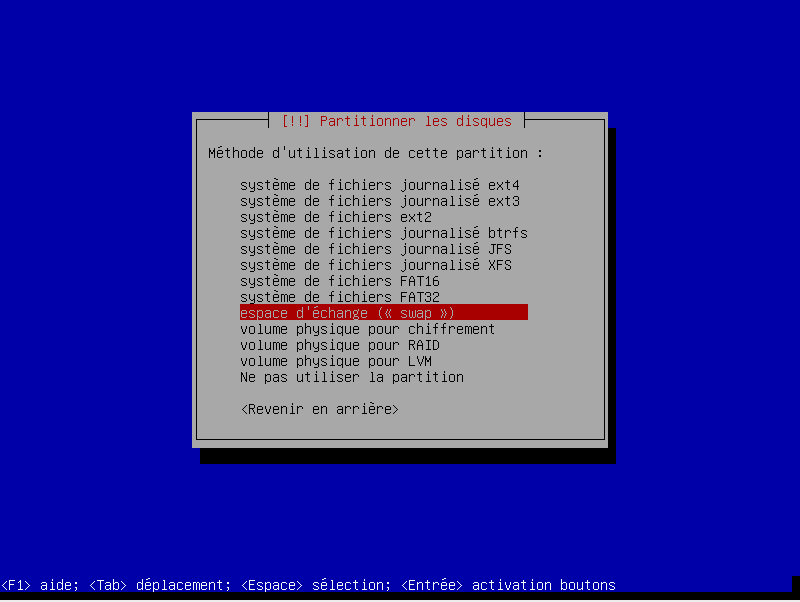 [!!] Partitionner les disques
Méthode d'utilisation de cette partition :
système de fichiers journalisé ext4
système de fichiers journalisé ext3
système de fichiers ext2
système de fichiers journalisé btrfs
système de fichiers journalisé JFS
système de fichiers journalisé XFS
système de fichiers FAT16
système de fichiers FAT32
espace d'échange (« swap »)
volume physique pour chiffrement
volume physique pour RAID
volume physique pour LVM
Ne pas utiliser la partition
<Revenir en arrière>
<F1> aide; <Tab> déplacement; <Espace> sélection; <Entrée> activation boutons